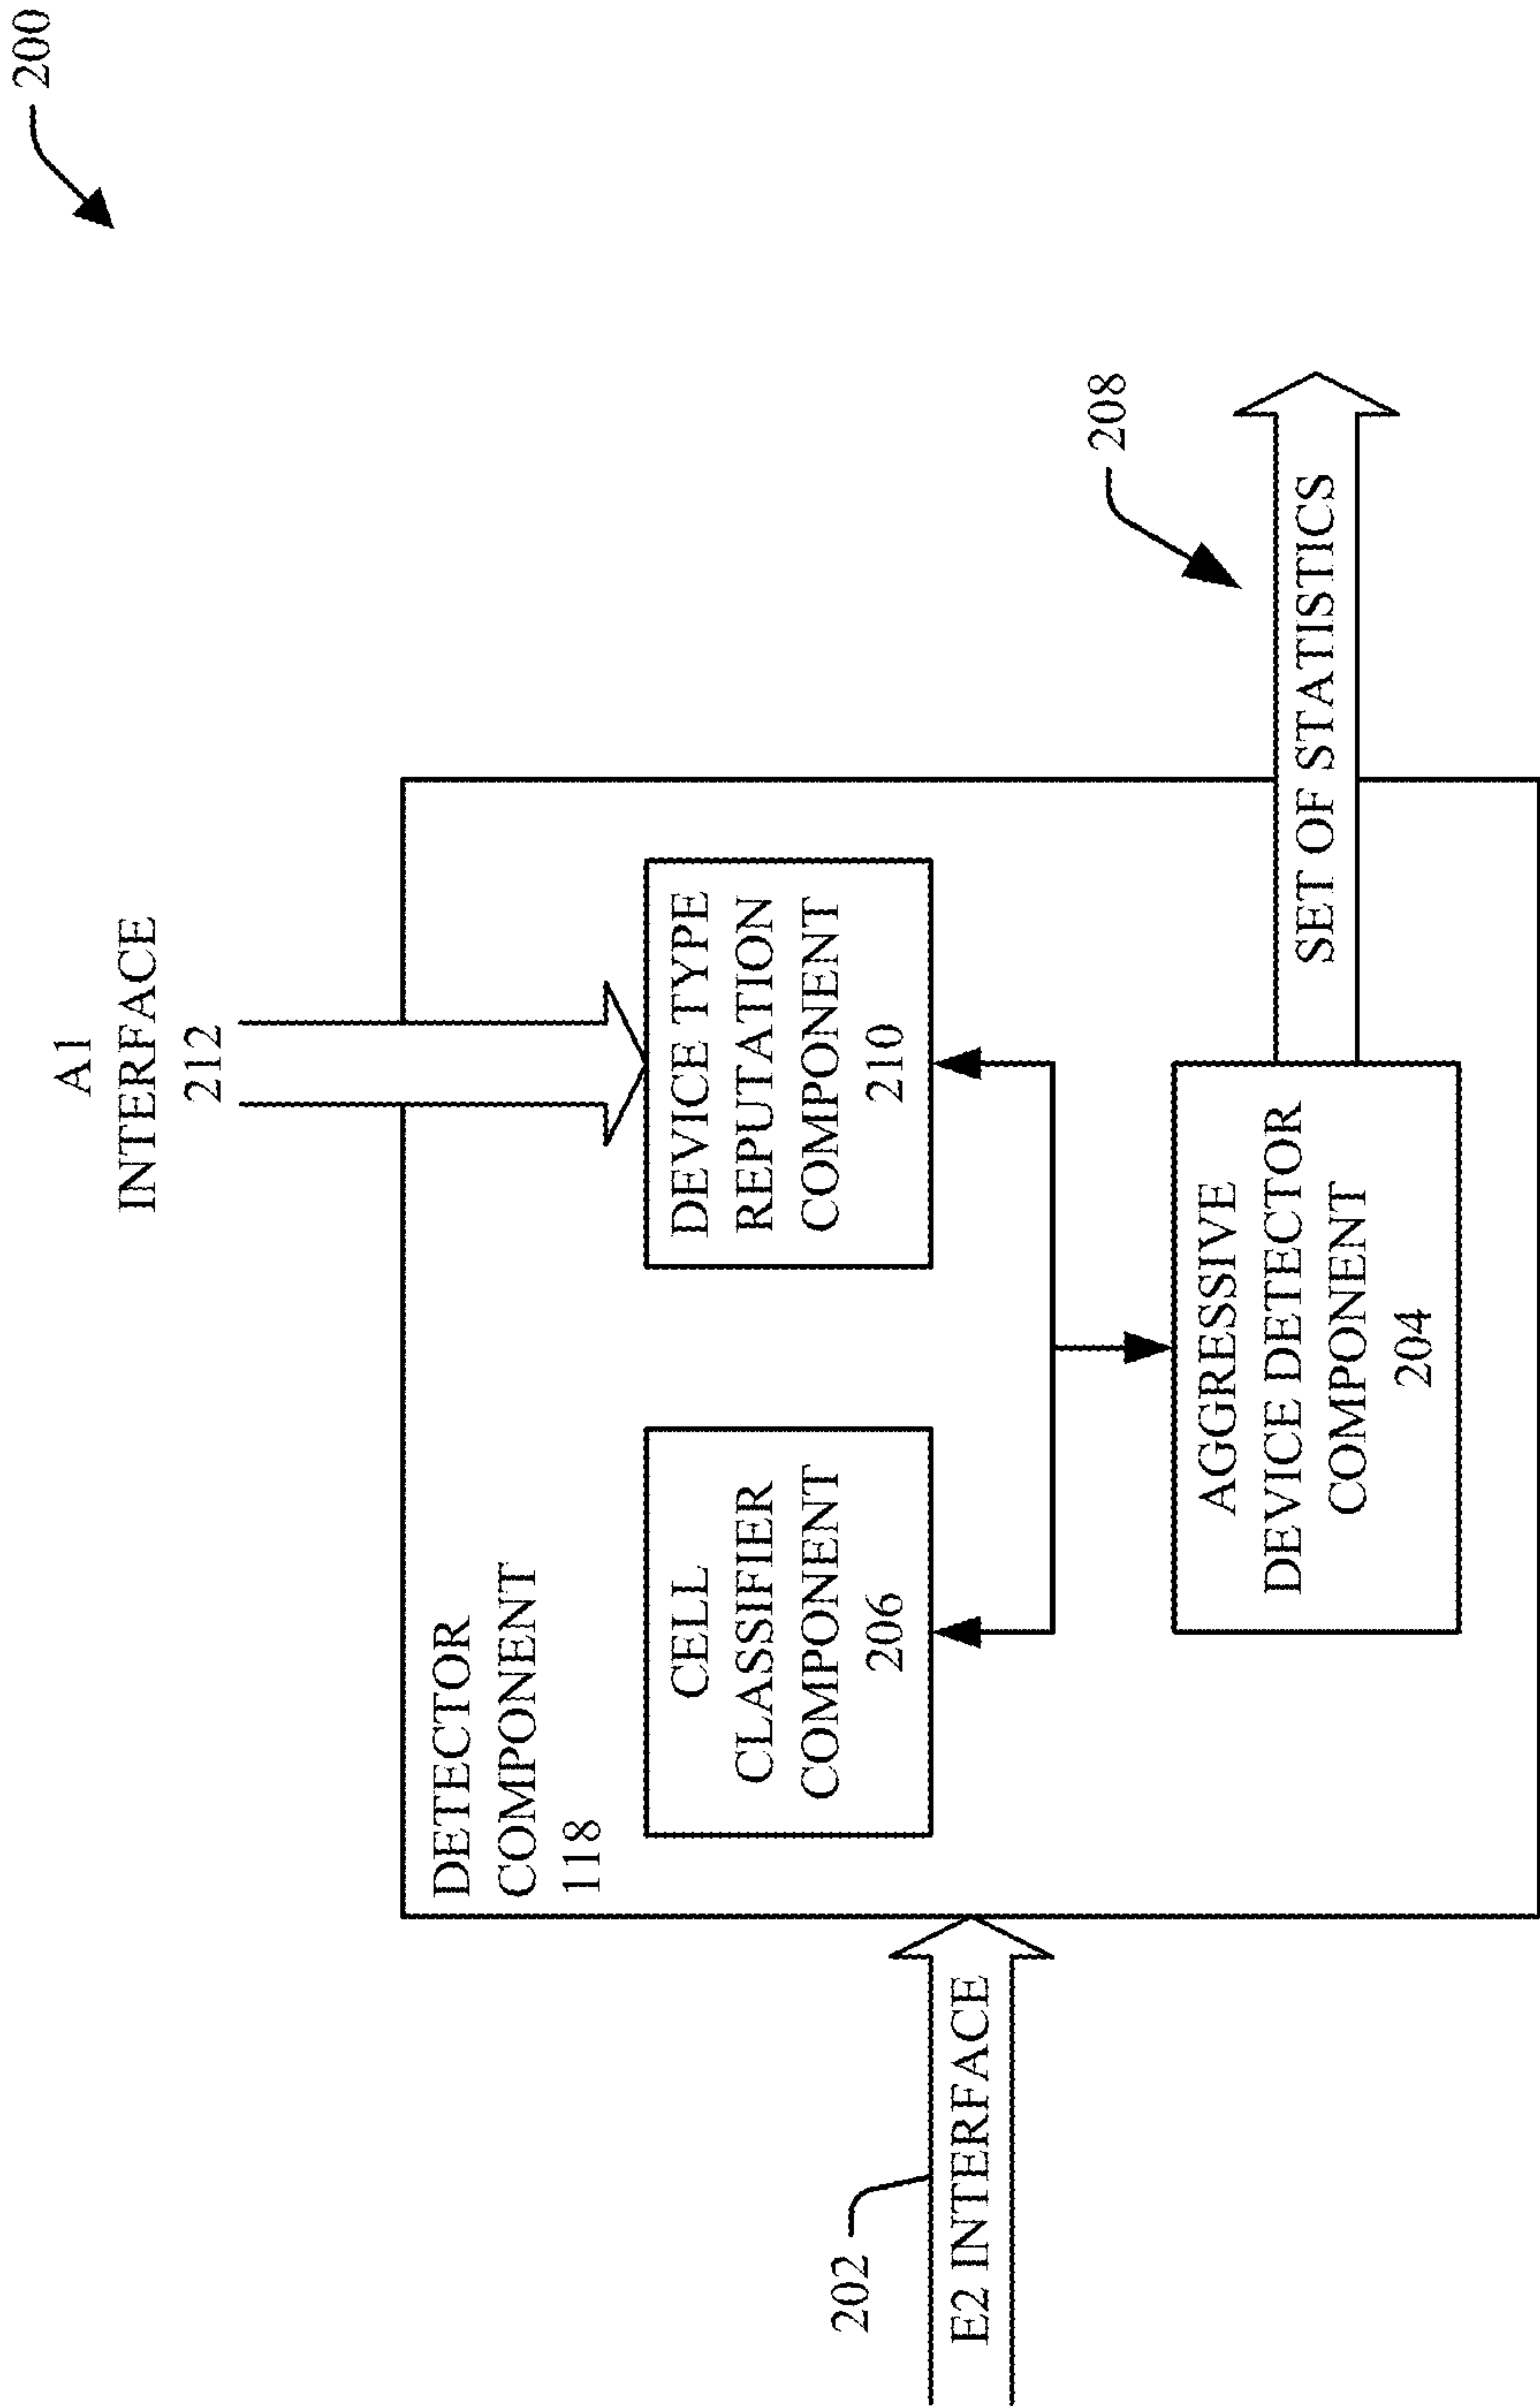 200
A1
INTERFACE
212
DETECTOR
COMPONENT
118
CELL
CLASSIFIER
COMPONENT
206
DEVICE TYPE
REPUTATION
COMPONENT
210
202
E2 INTERFACE
AGGRESSIVE
DEVICE DETECTOR
COMPONENT
204
208
SET OF STATISTICS